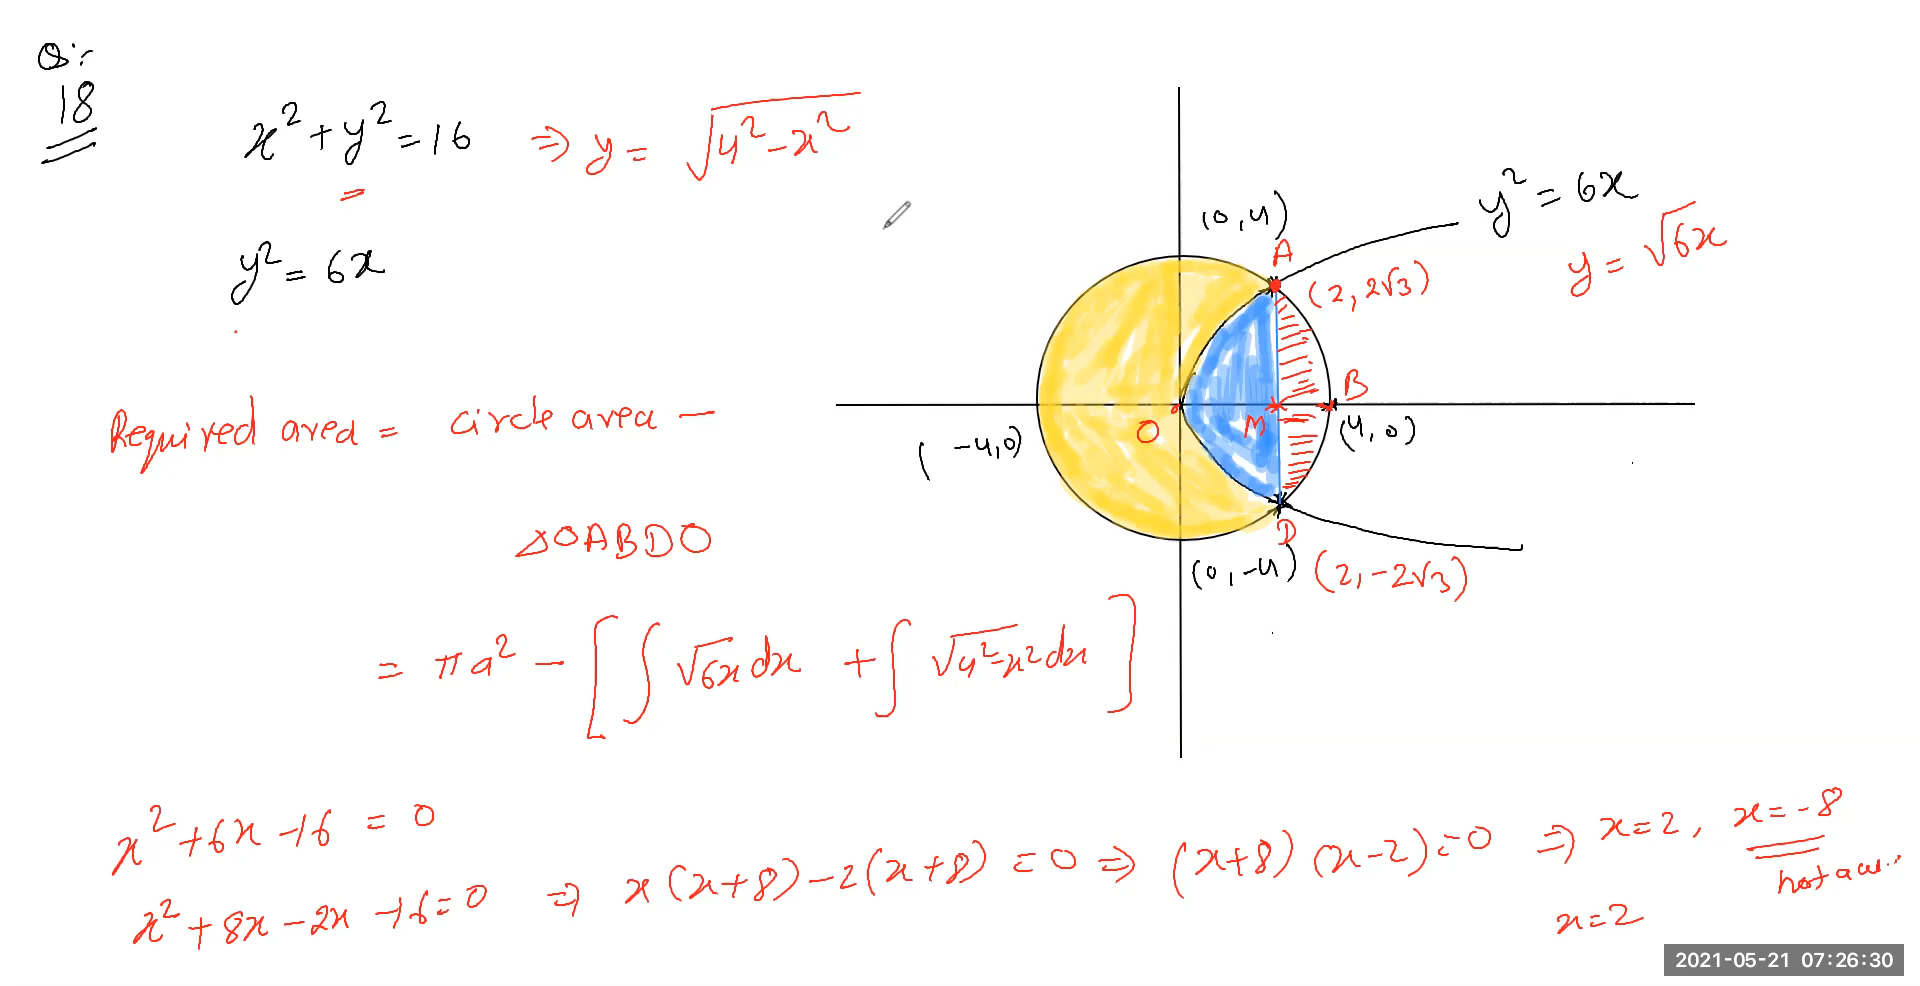 Q:-
18
x² + y² = 16 ⇒ y = √(4² - x²)
y² = 6x
Required area = circle area -
△OABDO
= πa² - [ ∫ √6x dx + ∫ √(4² - x²) dx ]
x² + 6x - 16 = 0
x² + 8x - 2x - 16 = 0 ⇒ x(x+8) - 2(x+8) = 0 ⇒ (x+8)(x-2) = 0 ⇒ x = 2, x = -8
x = 2
(0,4)
A
(2, 2√3)
y² = 6x
y = √6x
(-4,0)
O
M
B
(4,0)
D
(0,-4)
(2, -2√3)
2021-05-21 07:26:30